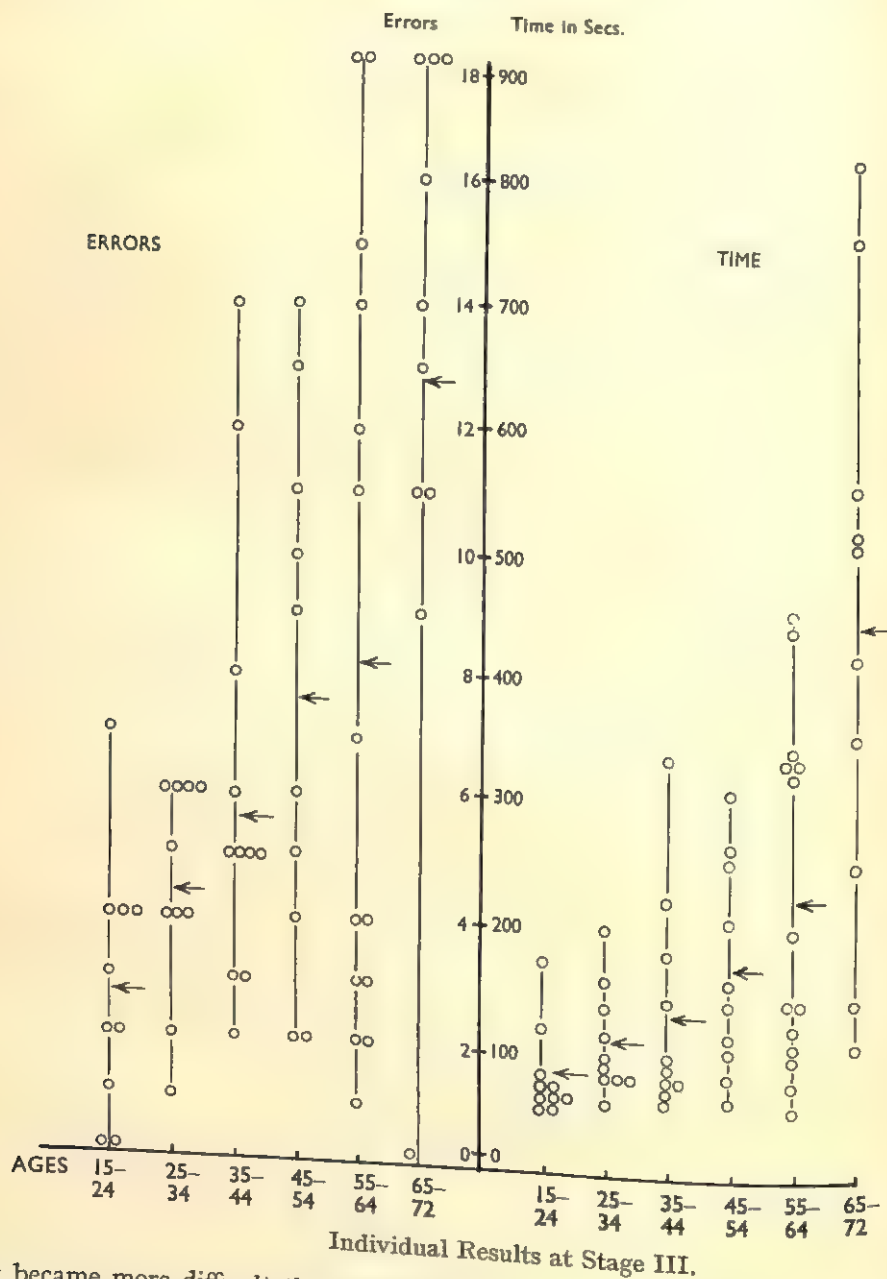 Errors Time in Secs.
18 900
16 800
ERRORS TIME
14 700
12 600
10 500
8 400
6 300
4 200
2 100
0 0
AGES 15–24 25–34 35–44 45–54 55–64 65–72 15–24 25–34 35–44 45–54 55–64 65–72
Individual Results at Stage III.
became more